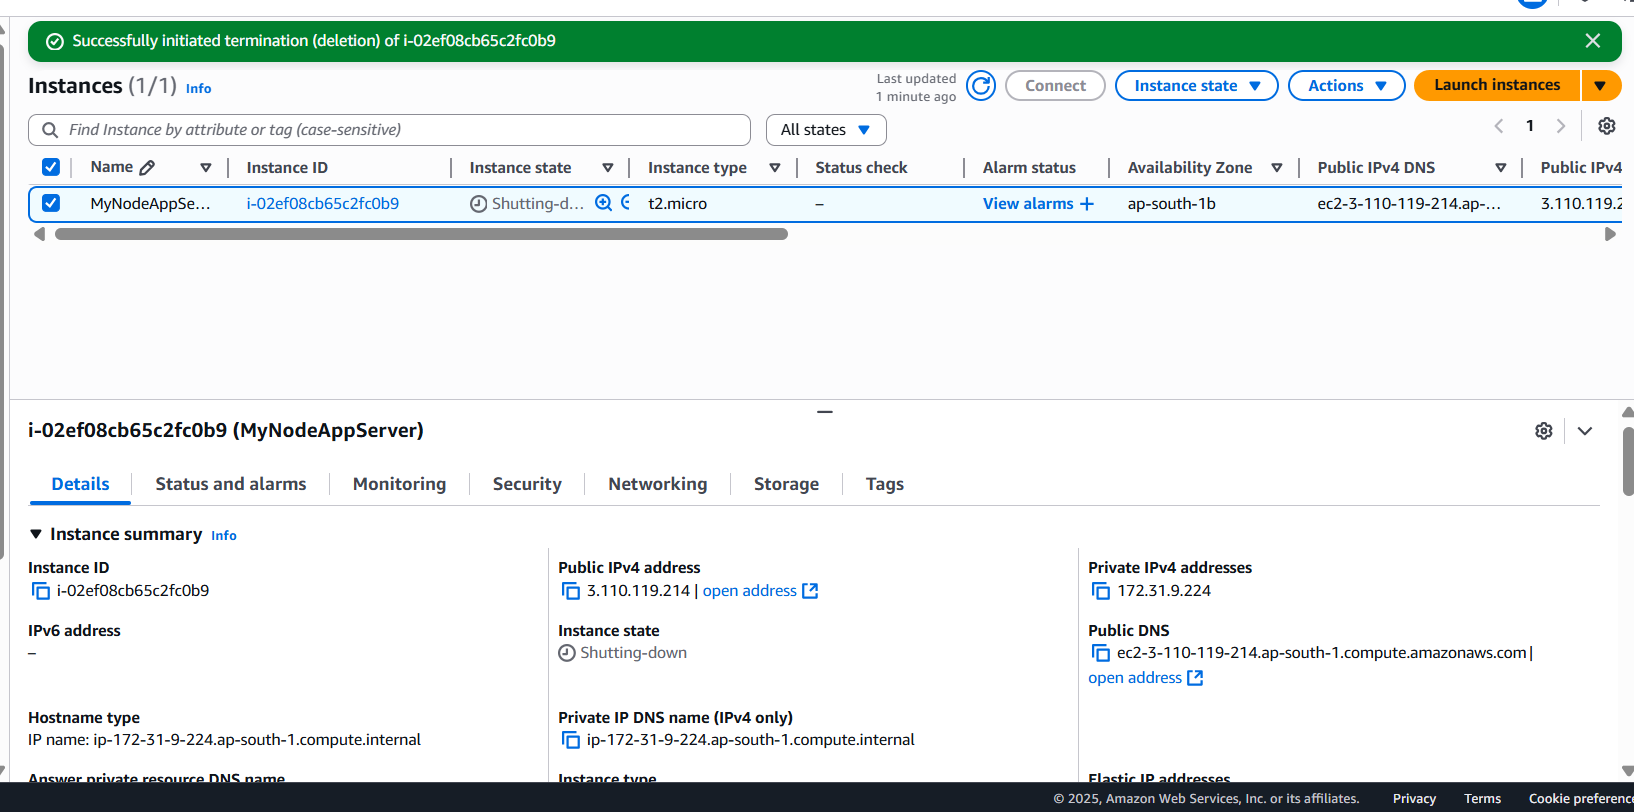 Successfully initiated termination (deletion) of i-02ef08cb65c2fc0b9
Instances (1/1) Info
Last updated
1 minute ago
Connect
Instance state
Actions
Launch instances
Find Instance by attribute or tag (case-sensitive)
All states
1
Name
Instance ID
Instance state
Instance type
Status check
Alarm status
Availability Zone
Public IPv4 DNS
Public IPv4
MyNodeAppSe...
i-02ef08cb65c2fc0b9
Shutting-d...
t2.micro
–
View alarms +
ap-south-1b
ec2-3-110-119-214.ap-...
3.110.119.2
i-02ef08cb65c2fc0b9 (MyNodeAppServer)
Details
Status and alarms
Monitoring
Security
Networking
Storage
Tags
Instance summary Info
Instance ID
i-02ef08cb65c2fc0b9
Public IPv4 address
3.110.119.214 | open address
Private IPv4 addresses
172.31.9.224
IPv6 address
–
Instance state
Shutting-down
Public DNS
ec2-3-110-119-214.ap-south-1.compute.amazonaws.com |
open address
Hostname type
IP name: ip-172-31-9-224.ap-south-1.compute.internal
Private IP DNS name (IPv4 only)
ip-172-31-9-224.ap-south-1.compute.internal
Answer private resource DNS name
Instance type
Elastic IP addresses
© 2025, Amazon Web Services, Inc. or its affiliates.
Privacy
Terms
Cookie preferenc